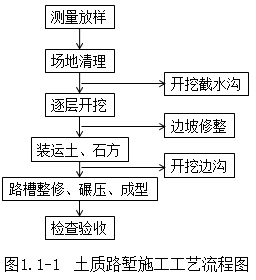 测量放样
场地清理
开挖截水沟
逐层开挖
边坡修整
装运土、石方
开挖边沟
路槽整修、碾压、成型
检查验收
图1.1-1 土质路堑施工工艺流程图